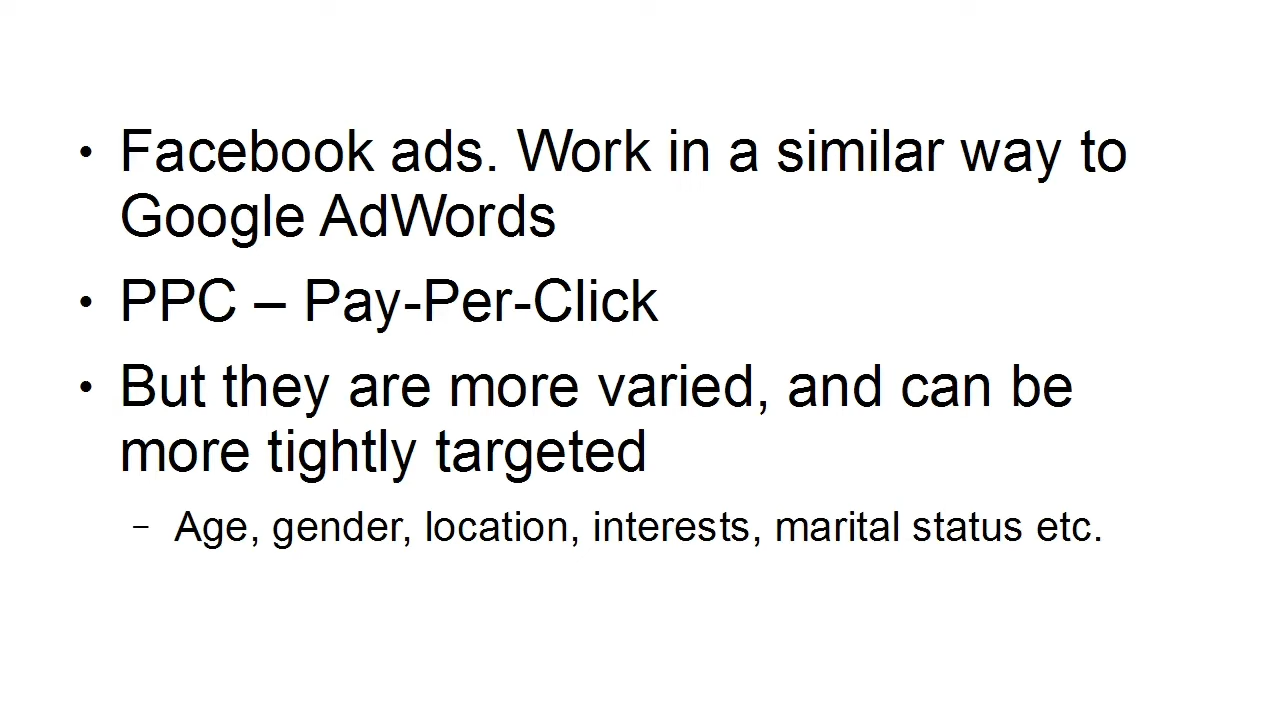 • Facebook ads. Work in a similar way to
Google AdWords
• PPC – Pay-Per-Click
• But they are more varied, and can be
more tightly targeted
– Age, gender, location, interests, marital status etc.